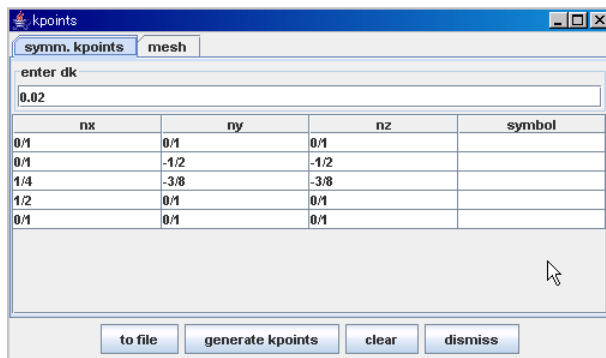 kpoints
symm. kpoints mesh
enter dk
0.02
nx ny nz symbol
0/1 0/1 0/1
0/1 -1/2 -1/2
1/4 -3/8 -3/8
1/2 0/1 0/1
0/1 0/1 0/1
to file generate kpoints clear dismiss